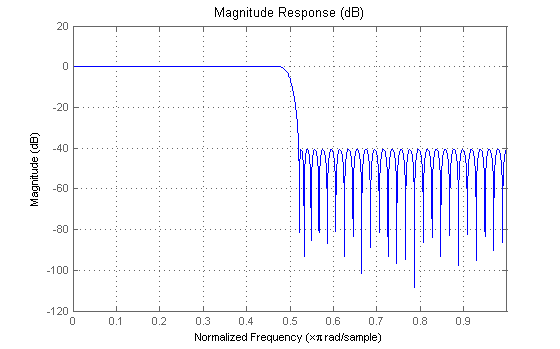 Magnitude Response (dB)
20
0
-20
-40
-60
-80
-100
-120
Magnitude (dB)
0 0.1 0.2 0.3 0.4 0.5 0.6 0.7 0.8 0.9
Normalized Frequency (×π rad/sample)